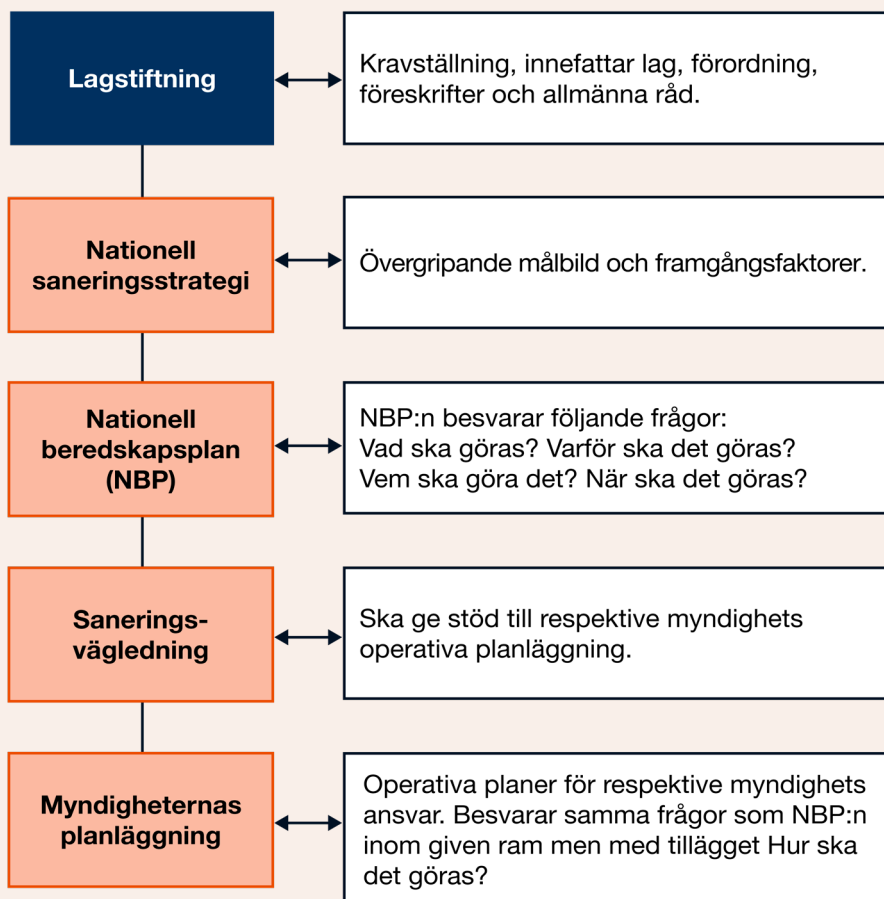 Lagstiftning
Kravställning, innefattar lag, förordning,
föreskrifter och allmänna råd.
Nationell
saneringsstrategi
Övergripande målbild och framgångsfaktorer.
Nationell
beredskapsplan
(NBP)
NBP:n besvarar följande frågor:
Vad ska göras? Varför ska det göras?
Vem ska göra det? När ska det göras?
Sanerings-
vägledning
Ska ge stöd till respektive myndighets
operativa planläggning.
Myndigheternas
planläggning
Operativa planer för respektive myndighets
ansvar. Besvarar samma frågor som NBP:n
inom given ram men med tillägget Hur ska
det göras?